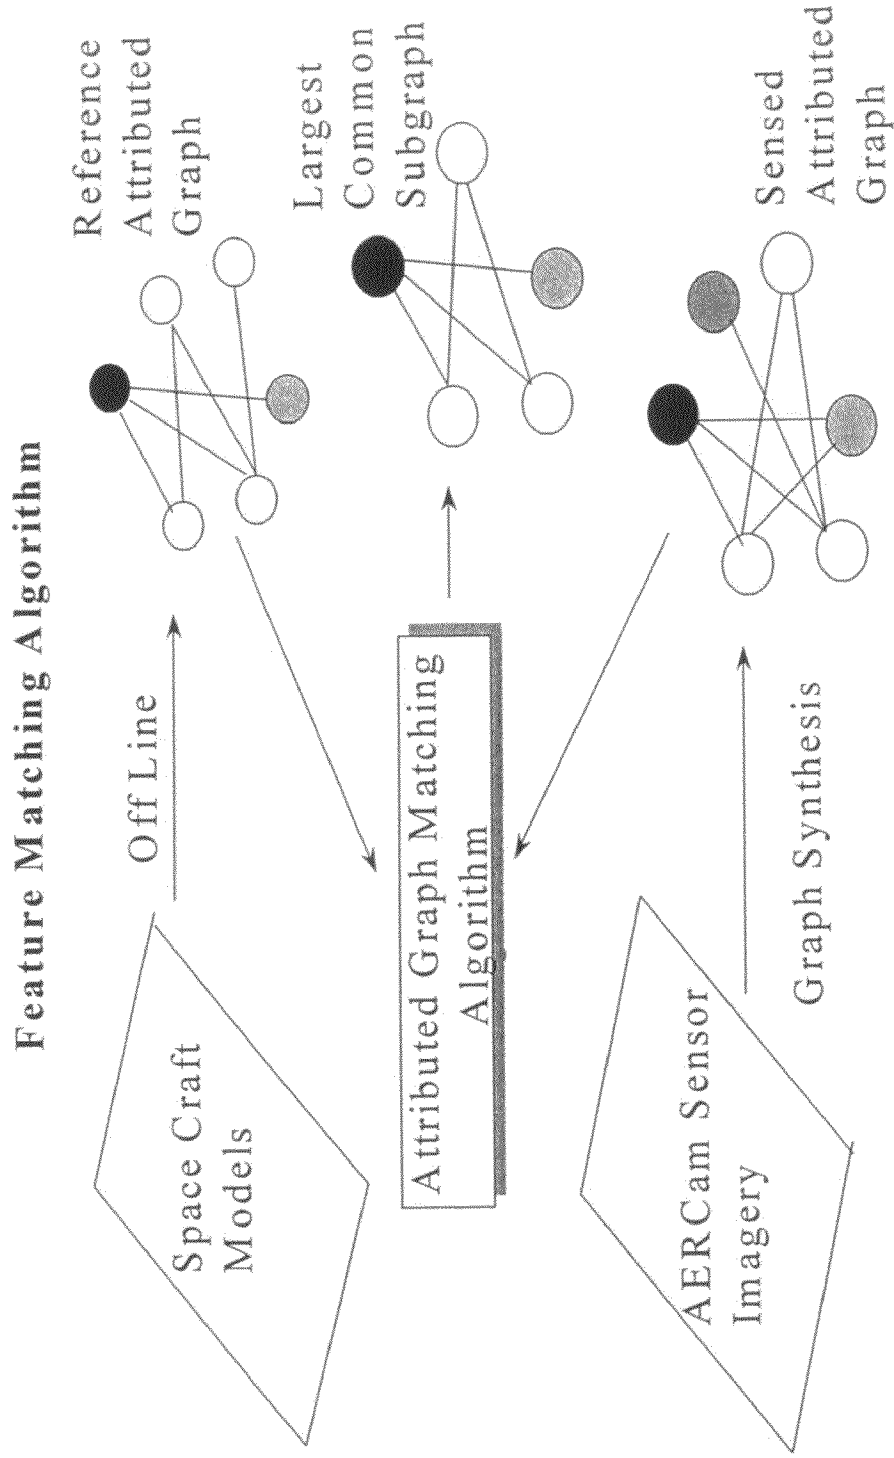 Feature Matching Algorithm
Space Craft
Models
Off Line
Reference
Attributed
Graph
Attributed Graph Matching
Algorithm
Largest
Common
Subgraph
AERCam Sensor
Imagery
Graph Synthesis
Sensed
Attributed
Graph